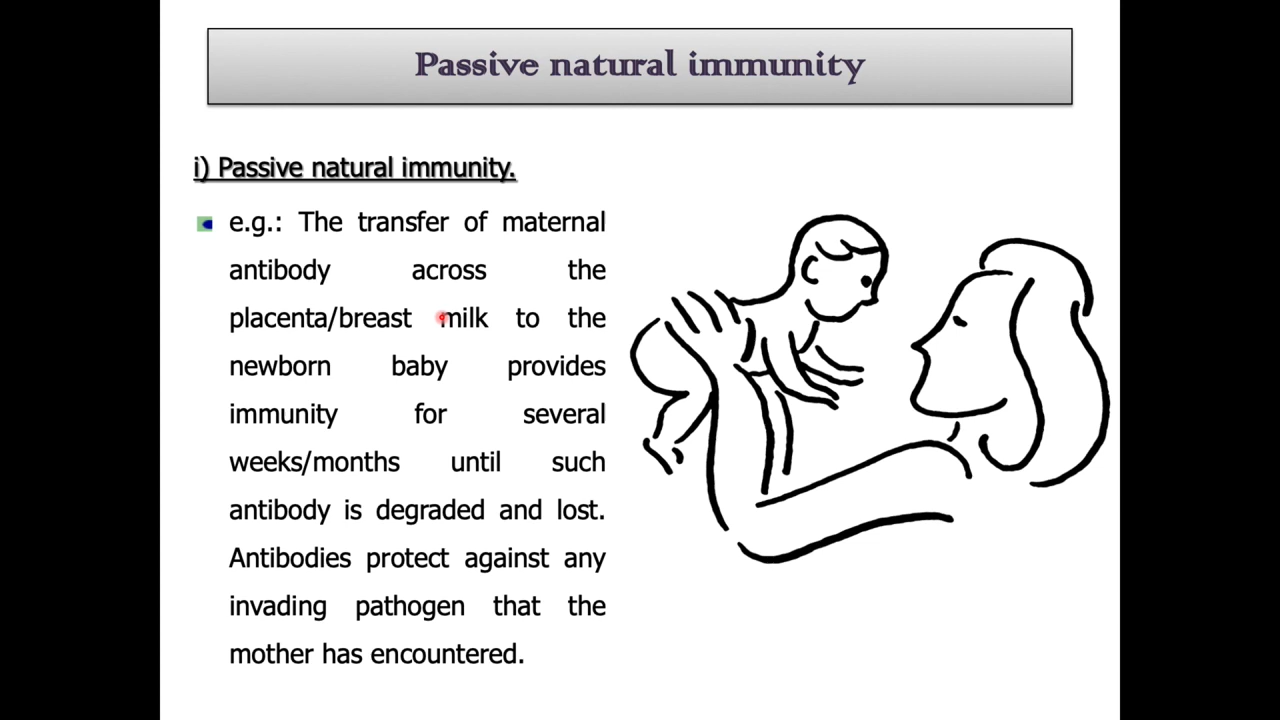 Passive natural immunity
i) Passive natural immunity.
e.g.: The transfer of maternal
antibody across the
placenta/breast milk to the
newborn baby provides
immunity for several
weeks/months until such
antibody is degraded and lost.
Antibodies protect against any
invading pathogen that the
mother has encountered.